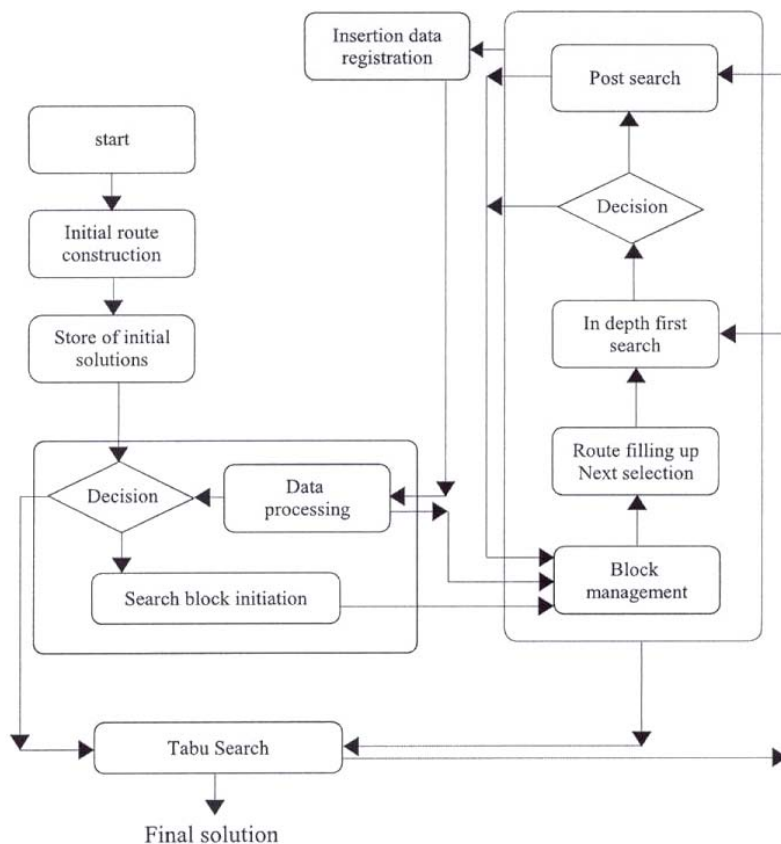 Insertion data
registration
Post search
start
Decision
Initial route
construction
Store of initial
solutions
In depth first
search
Route filling up
Next selection
Decision
Data
processing
Search block initiation
Block
management
Tabu Search
Final solution